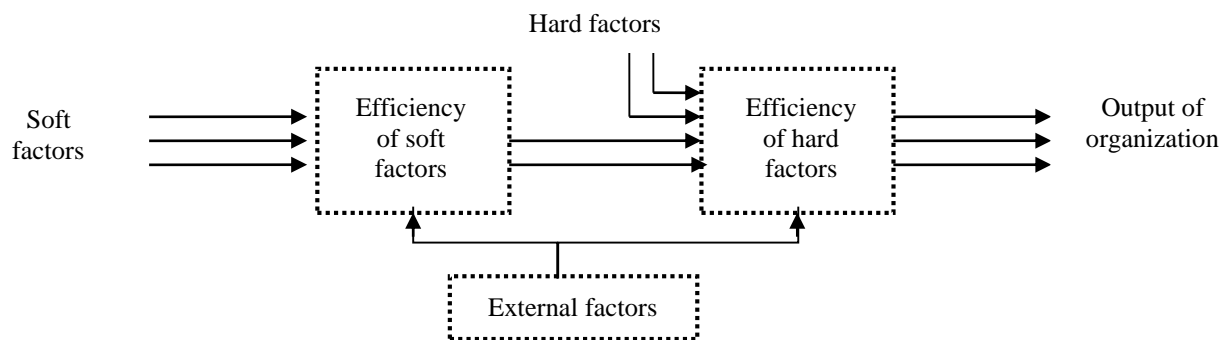 Hard factors
Soft
factors
Efficiency
of soft
factors
Efficiency
of hard
factors
Output of
organization
External factors